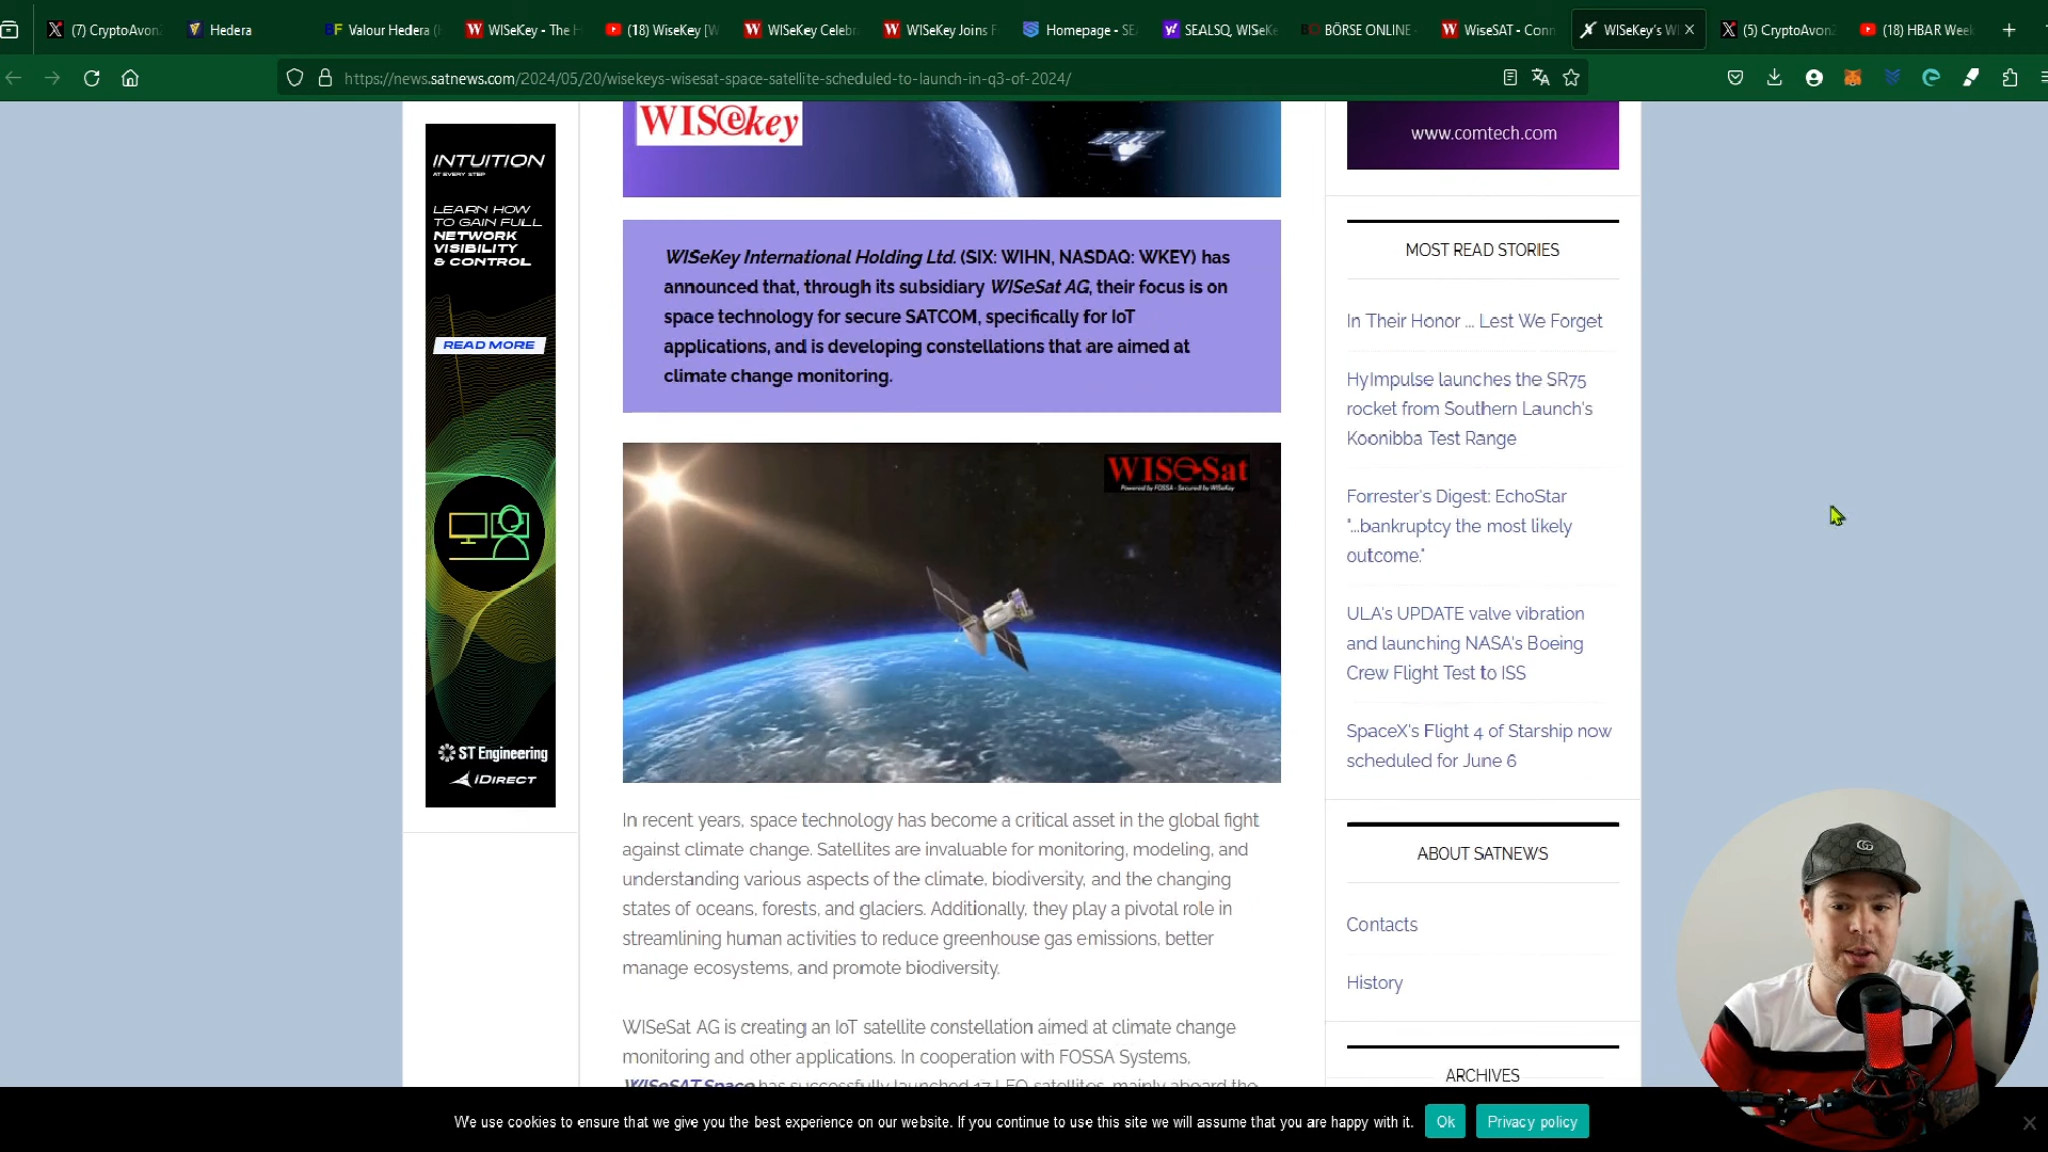 (7) CryptoAvon2
Hedera
Valour Hedera (
WISeKey - The H
(18) WiseKey [W
WISeKey Celebr
WISeKey Joins F
Homepage - SEA
SEALSQ, WISeKe
BÖRSE ONLINE -
WiseSAT - Conn
WISeKey's Wi
(5) CryptoAvon2
(18) HBAR Week
https://news.satnews.com/2024/05/20/wisekeys-wisesat-space-satellite-scheduled-to-launch-in-q3-of-2024/
INTUITION
AT EVERY STEP
LEARN HOW
TO GAIN FULL
NETWORK
VISIBILITY
& CONTROL
READ MORE
ST Engineering
iDIRECT
WISekey
WISeKey International Holding Ltd. (SIX: WIHN, NASDAQ: WKEY) has
announced that, through its subsidiary WISeSat AG, their focus is on
space technology for secure SATCOM, specifically for IoT
applications, and is developing constellations that are aimed at
climate change monitoring.
WISeSat
Powered by FOSSA - Secured by WISeKey
In recent years, space technology has become a critical asset in the global fight
against climate change. Satellites are invaluable for monitoring, modeling, and
understanding various aspects of the climate, biodiversity, and the changing
states of oceans, forests, and glaciers. Additionally, they play a pivotal role in
streamlining human activities to reduce greenhouse gas emissions, better
manage ecosystems, and promote biodiversity.
WISeSat AG is creating an IoT satellite constellation aimed at climate change
monitoring and other applications. In cooperation with FOSSA Systems,
WISeSAT Space has successfully launched 17 LEO satellites, mainly aboard the
www.comtech.com
MOST READ STORIES
In Their Honor ... Lest We Forget
HyImpulse launches the SR75
rocket from Southern Launch's
Koonibba Test Range
Forrester's Digest: EchoStar
"...bankruptcy the most likely
outcome."
ULA's UPDATE valve vibration
and launching NASA's Boeing
Crew Flight Test to ISS
SpaceX's Flight 4 of Starship now
scheduled for June 6
ABOUT SATNEWS
Contacts
History
ARCHIVES
We use cookies to ensure that we give you the best experience on our website. If you continue to use this site we will assume that you are happy with it.
Ok
Privacy policy